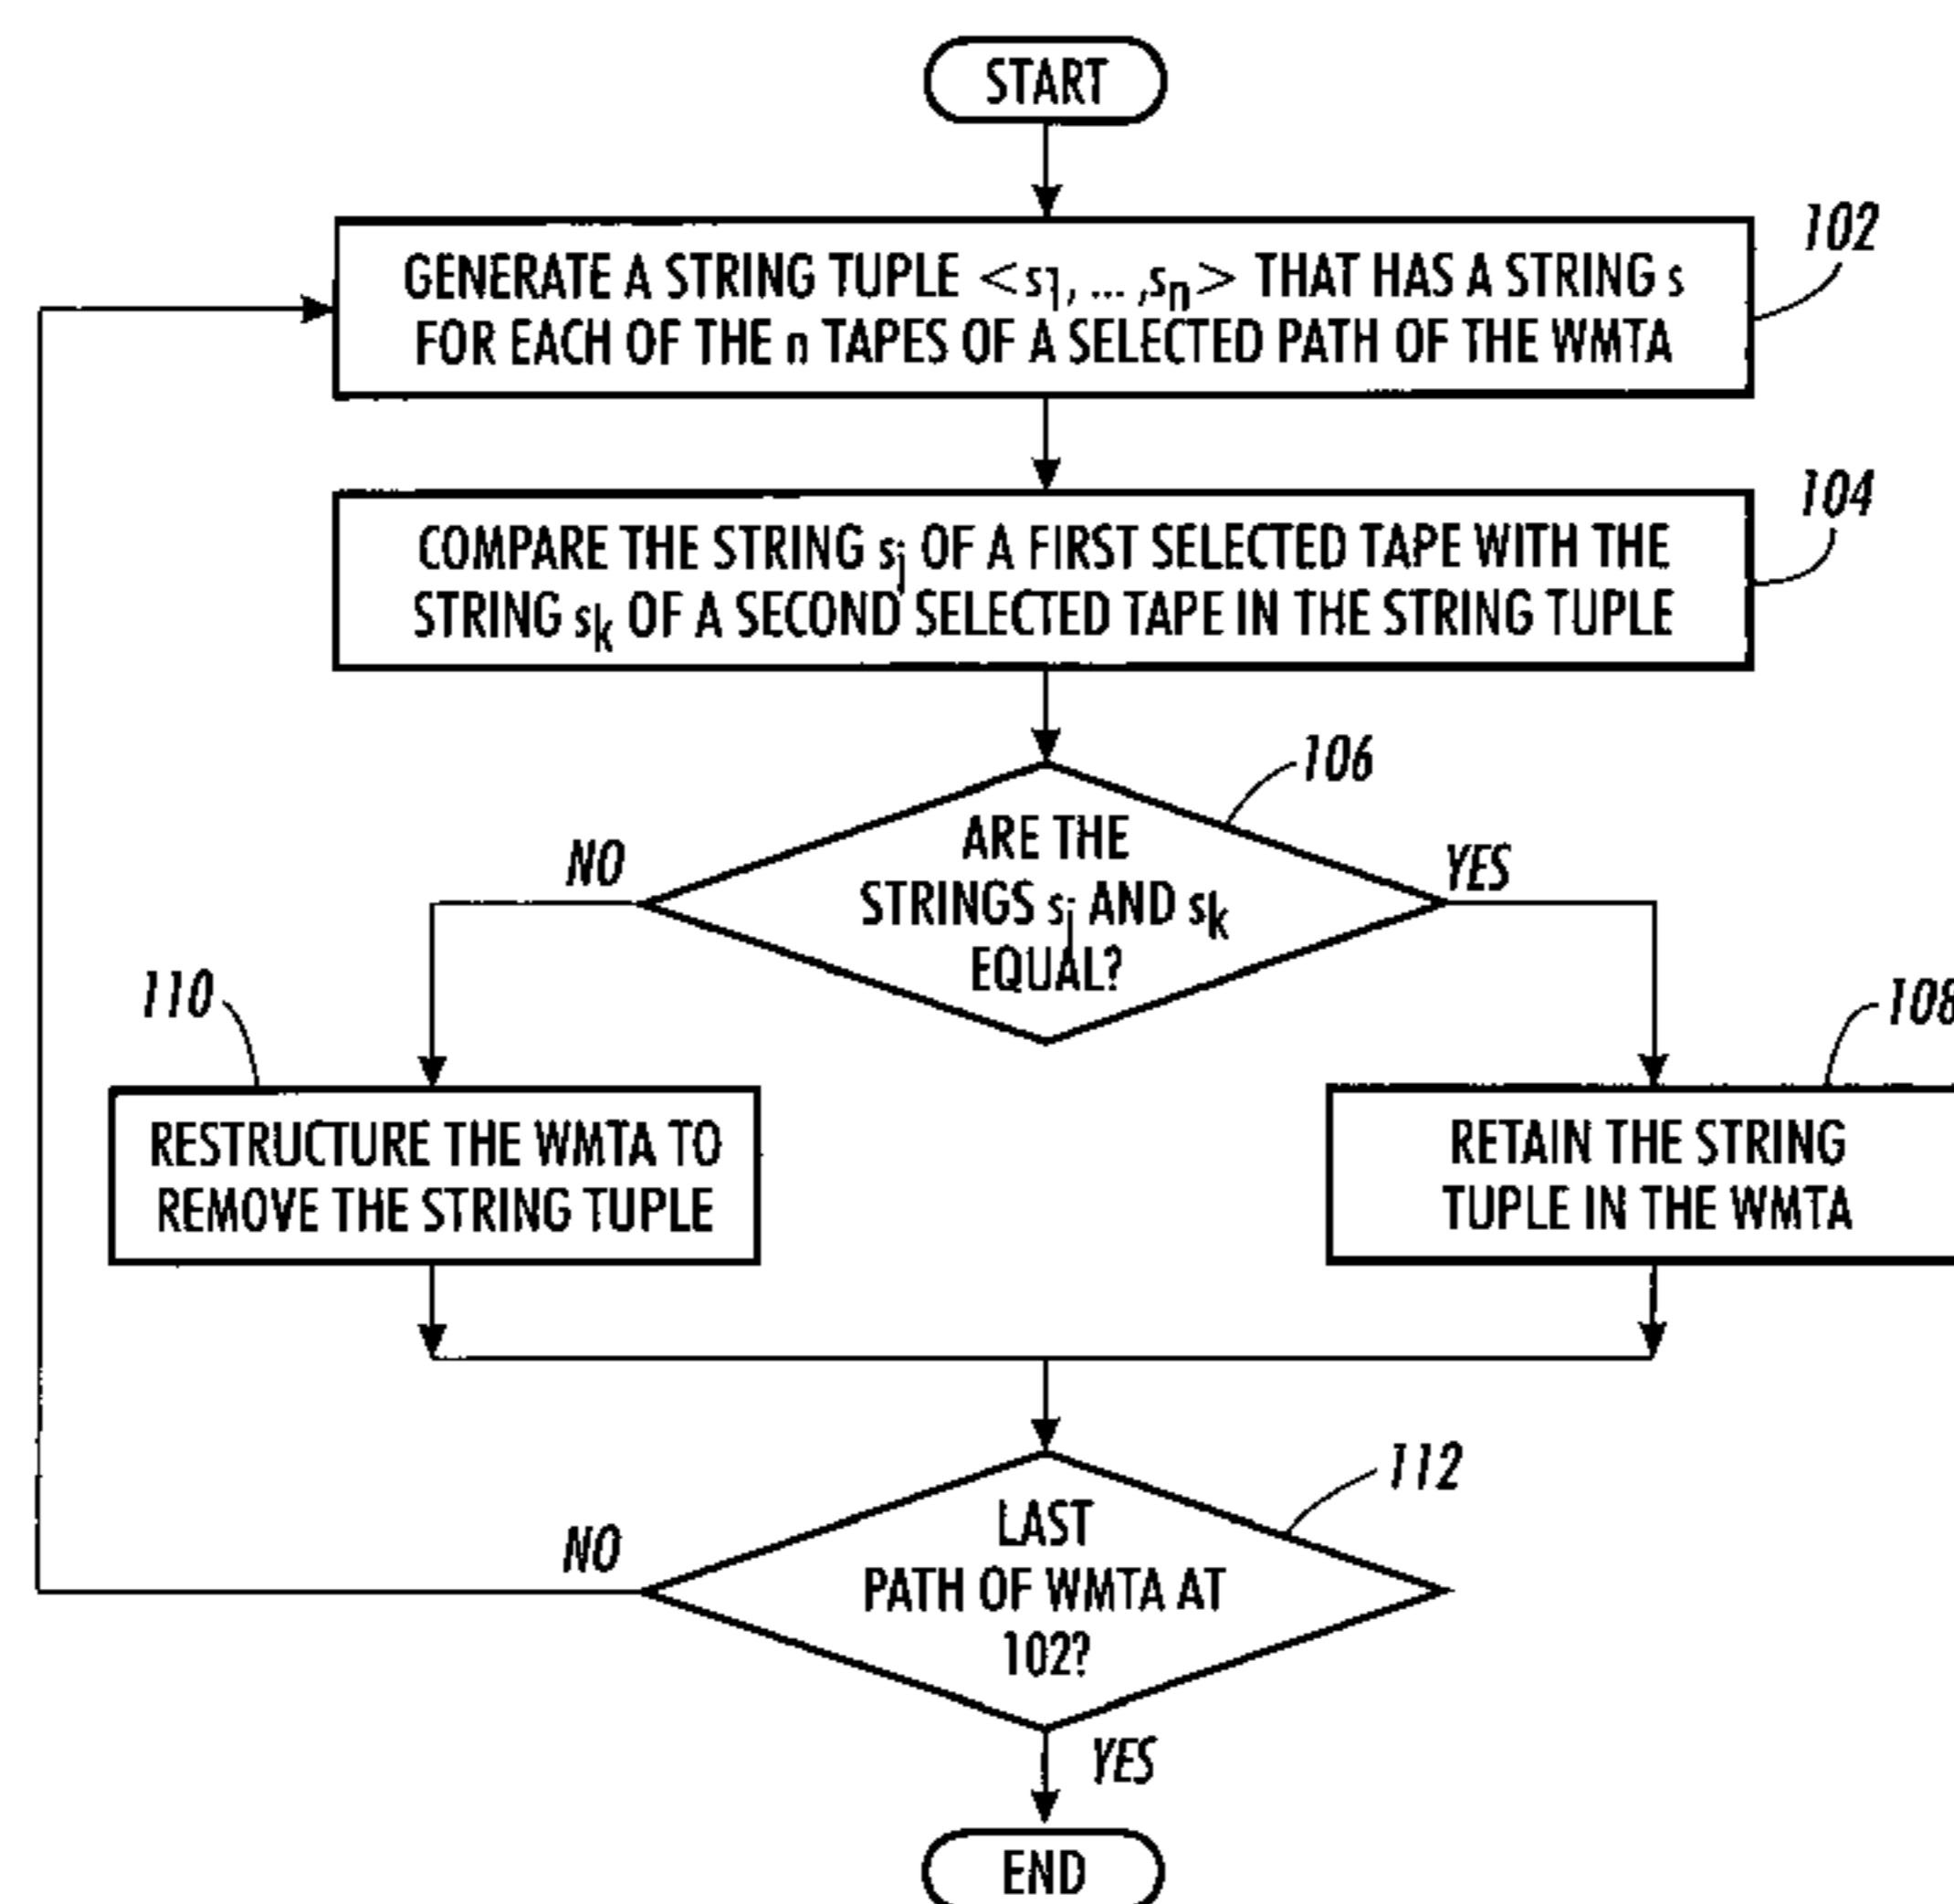 START
102
GENERATE A STRING TUPLE <s1, ... ,sn> THAT HAS A STRING s
FOR EACH OF THE n TAPES OF A SELECTED PATH OF THE WMTA
104
COMPARE THE STRING sj OF A FIRST SELECTED TAPE WITH THE
STRING sk OF A SECOND SELECTED TAPE IN THE STRING TUPLE
106
ARE THE
STRINGS sj AND sk
EQUAL?
NO
YES
110
108
RESTRUCTURE THE WMTA TO
REMOVE THE STRING TUPLE
RETAIN THE STRING
TUPLE IN THE WMTA
112
LAST
PATH OF WMTA AT
102?
NO
YES
END